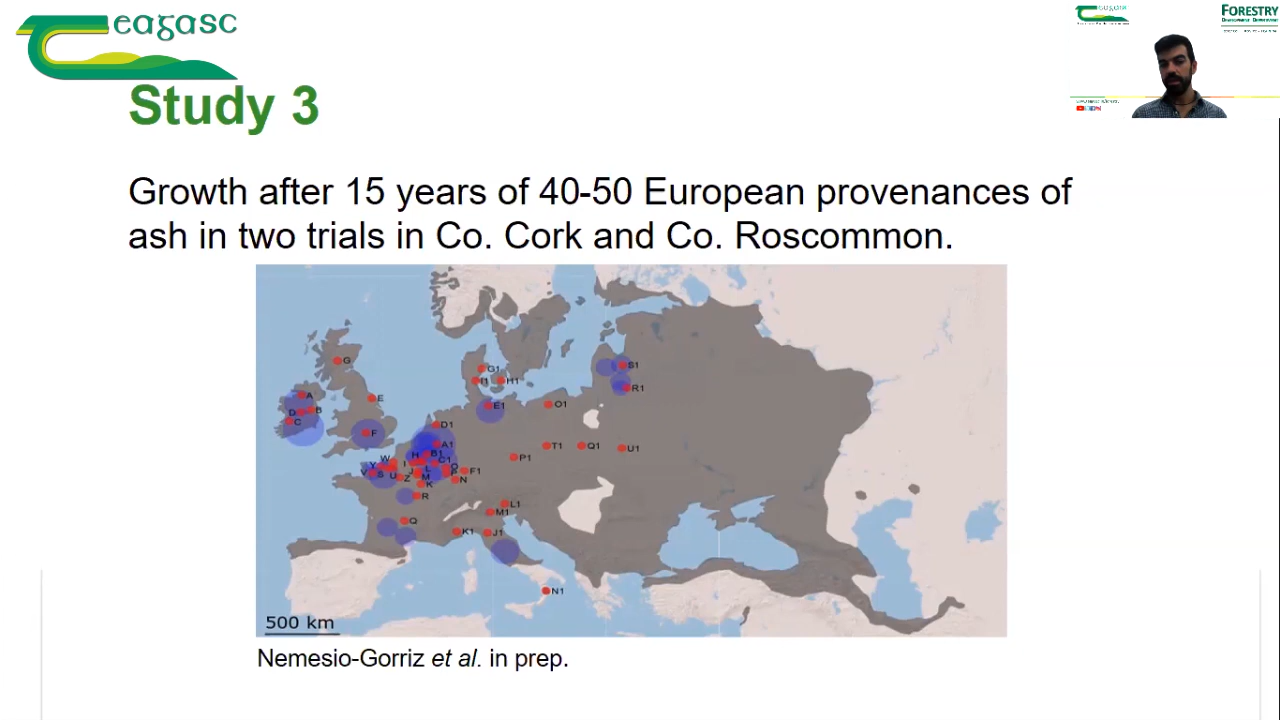 Teagasc
Teagasc
FORESTRY
Study 3
Growth after 15 years of 40-50 European provenances of
ash in two trials in Co. Cork and Co. Roscommon.
G
G1
I1
H1
S1
R1
A
B
D
C
E
E1
O1
F
D1
A1
T1
Q1
U1
P1
W
H
B1
C1
Y
I
L
O
V
S
U
Z
J
M
P
F1
K
N
R
L1
M1
Q
K1
J1
N1
500 km
Nemesio-Gorriz et al. in prep.